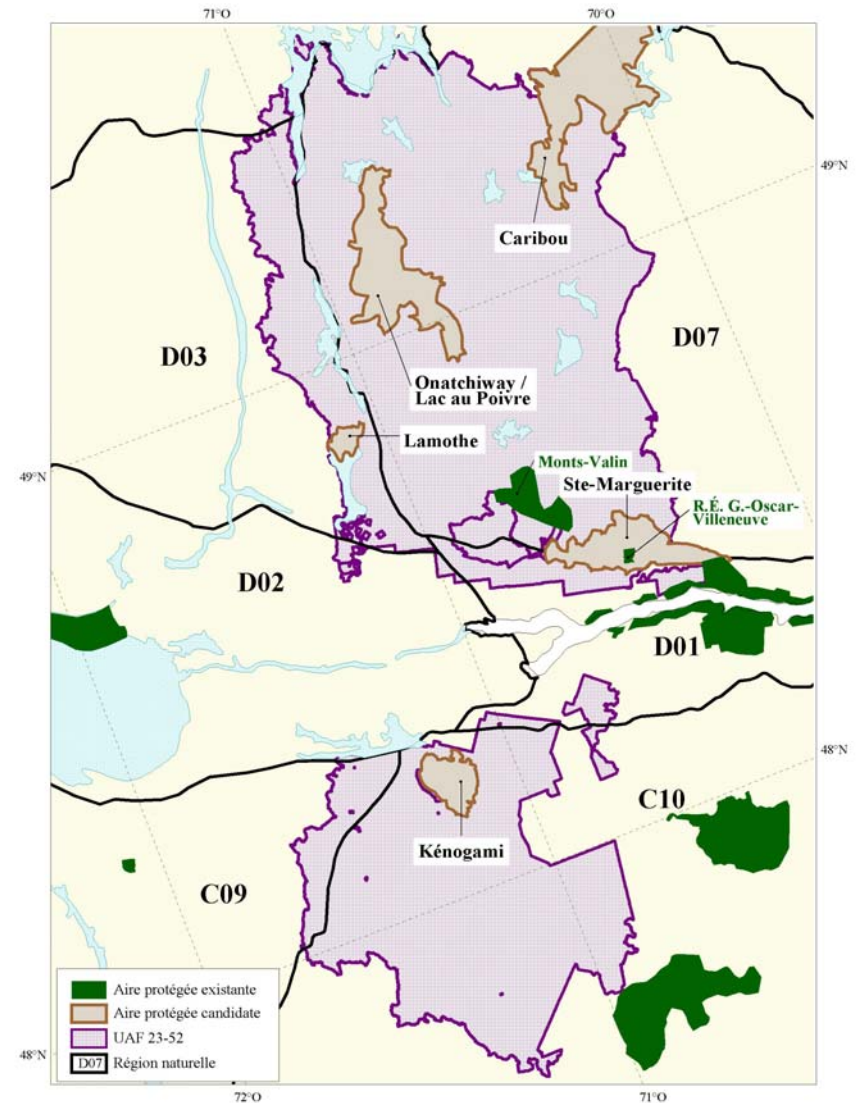 71°O
70°O
49°N
Caribou
D03
D07
Onatchiway /
Lac au Poivre
Lamothe
Monts-Valin
49°N
Ste-Marguerite
R.É. G.-Oscar-
Villeneuve
D02
D01
48°N
C10
Kénogami
C09
Aire protégée existante
Aire protégée candidate
UAF 23-52
D07 Région naturelle
48°N
72°O
71°O